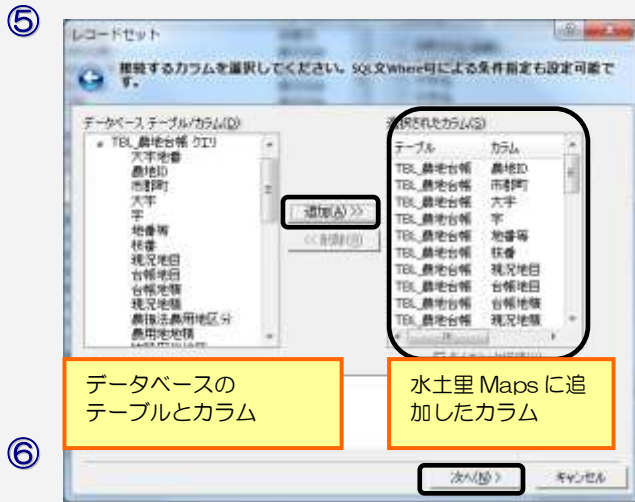 ⑤
レコードセット
接続するカラムを選択してください。SQL文Where句による条件指定も設定可能です。
データベース テーブル/カラム(D)
TBL_農地台帳 クエリ
大字地番
農地ID
市郡町
大字
字
地番等
枝番
現況地目
台帳地目
台帳地積
現況地積
農振法農用地区分
農用地地積
追加(A) >>
<< 削除(R)
選択されたカラム(S)
テーブル カラム
TBL_農地台帳 農地ID
TBL_農地台帳 市郡町
TBL_農地台帳 大字
TBL_農地台帳 字
TBL_農地台帳 地番等
TBL_農地台帳 枝番
TBL_農地台帳 現況地目
TBL_農地台帳 台帳地目
TBL_農地台帳 台帳地積
TBL_農地台帳 現況地積
データベースの
テーブルとカラム
水土里 Maps に追
加したカラム
⑥
次へ(N) >
キャンセル